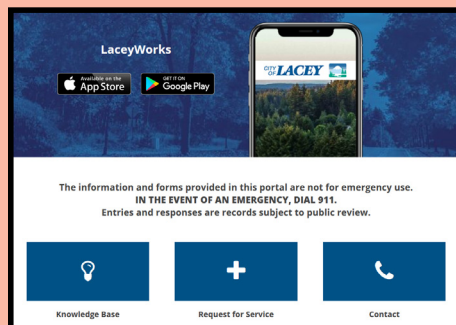 LaceyWorks
Available on the
App Store
GET IT ON
Google Play
CITY OF LACEY
The information and forms provided in this portal are not for emergency use.
IN THE EVENT OF AN EMERGENCY, DIAL 911.
Entries and responses are records subject to public review.
Knowledge Base
Request for Service
Contact